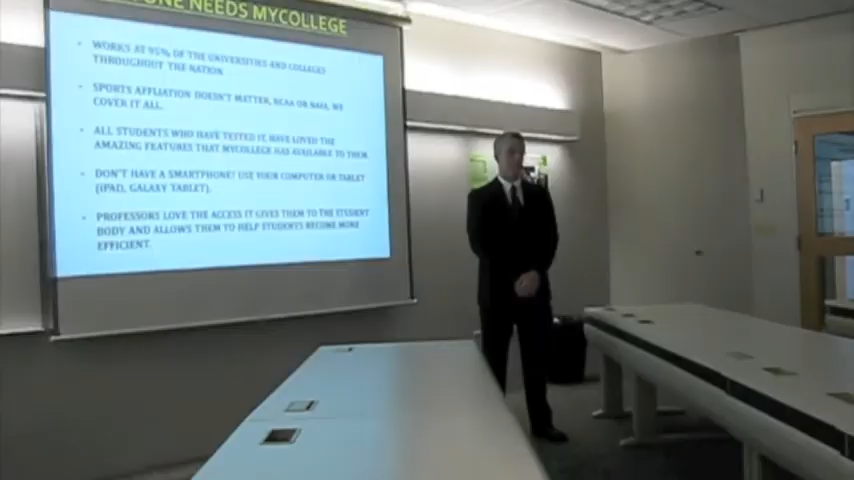 ONE NEEDS MYCOLLEGE
• WORKS AT 95% OF THE UNIVERSITIES AND COLLEGES
THROUGHOUT THE NATION
• SPORTS AFFLIATION DOESN'T MATTER, NCAA OR NAIA, WE
COVER IT ALL.
• ALL STUDENTS WHO HAVE TESTED IT, HAVE LOVED THE
AMAZING FEATURES THAT MYCOLLEGE HAS AVAILABLE TO THEM
• DON'T HAVE A SMARTPHONE? USE YOUR COMPUTER OR TABLET
(IPAD, GALAXY TABLET).
• PROFESSORS LOVE THE ACCESS IT GIVES THEM TO THE STUDENT
BODY AND ALLOWS THEM TO HELP STUDENTS BECOME MORE
EFFICIENT.